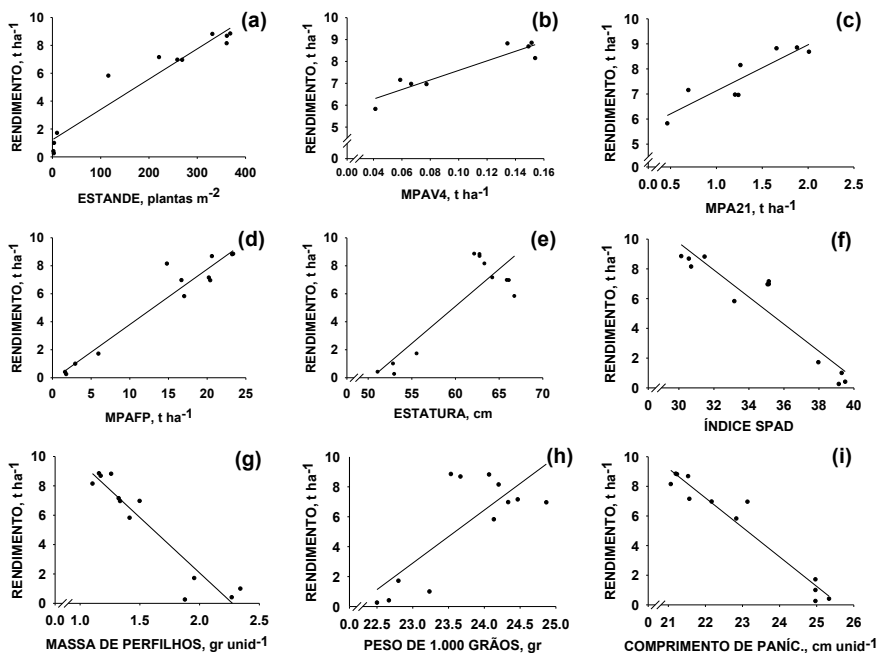 (a)
RENDIMENTO, t ha-1
10
8
6
4
2
0
0 100 200 300 400
ESTANDE, plantas m-2
(b)
RENDIMENTO, t ha-1
10
9
8
7
6
5
0
0.00 0.04 0.06 0.08 0.10 0.12 0.14 0.16
MPAV4, t ha-1
(c)
RENDIMENTO, t ha-1
10
9
8
7
6
5
0
0.0 0.5 1.0 1.5 2.0 2.5
MPA21, t ha-1
(d)
RENDIMENTO, t ha-1
10
8
6
4
2
0
0 5 10 15 20 25
MPAFP, t ha-1
(e)
RENDIMENTO, t ha-1
10
8
6
4
2
0
0 50 55 60 65 70
ESTATURA, cm
(f)
RENDIMENTO, t ha-1
10
8
6
4
2
0
0 30 32 34 36 38 40
ÍNDICE SPAD
(g)
RENDIMENTO, t ha-1
10
8
6
4
2
0
0.0 1.0 1.5 2.0 2.5
MASSA DE PERFILHOS, gr unid-1
(h)
RENDIMENTO, t ha-1
10
8
6
4
2
0
0.0 22.5 23.0 23.5 24.0 24.5 25.0
PESO DE 1.000 GRÃOS, gr
(i)
RENDIMENTO, t ha-1
10
8
6
4
2
0
0 21 22 23 24 25 26
COMPRIMENTO DE PANÍC., cm unid-1